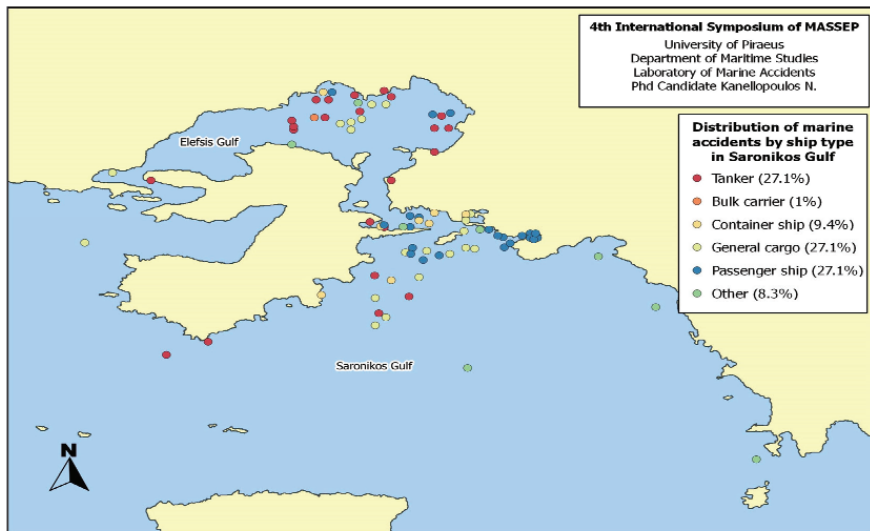 4th International Symposium of MASSEP
University of Piraeus
Department of Maritime Studies
Laboratory of Marine Accidents
Phd Candidate Kanellopoulos N.
Distribution of marine
accidents by ship type
in Saronikos Gulf
Tanker (27.1%)
Bulk carrier (1%)
Container ship (9.4%)
General cargo (27.1%)
Passenger ship (27.1%)
Other (8.3%)
Elefsis Gulf
Saronikos Gulf
N